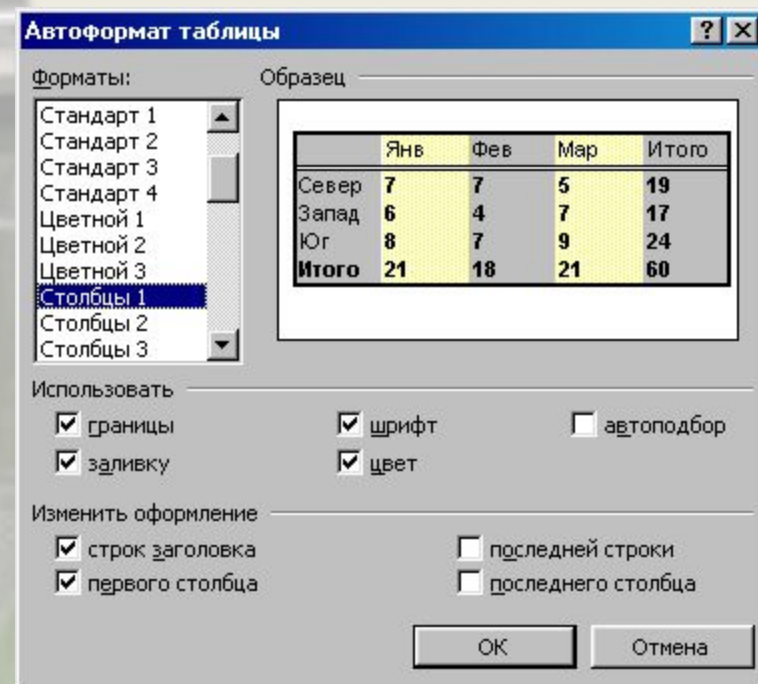 Автоформат таблицы
Форматы:
Стандарт 1
Стандарт 2
Стандарт 3
Стандарт 4
Цветной 1
Цветной 2
Цветной 3
Столбцы 1
Столбцы 2
Столбцы 3
Образец
Янв Фев Мар Итого
Север 7 7 5 19
Запад 6 4 7 17
Юг 8 7 9 24
Итого 21 18 21 60
Использовать
границы шрифт автоподбор
заливку цвет
Изменить оформление
строк заголовка последней строки
первого столбца последнего столбца
ОК Отмена